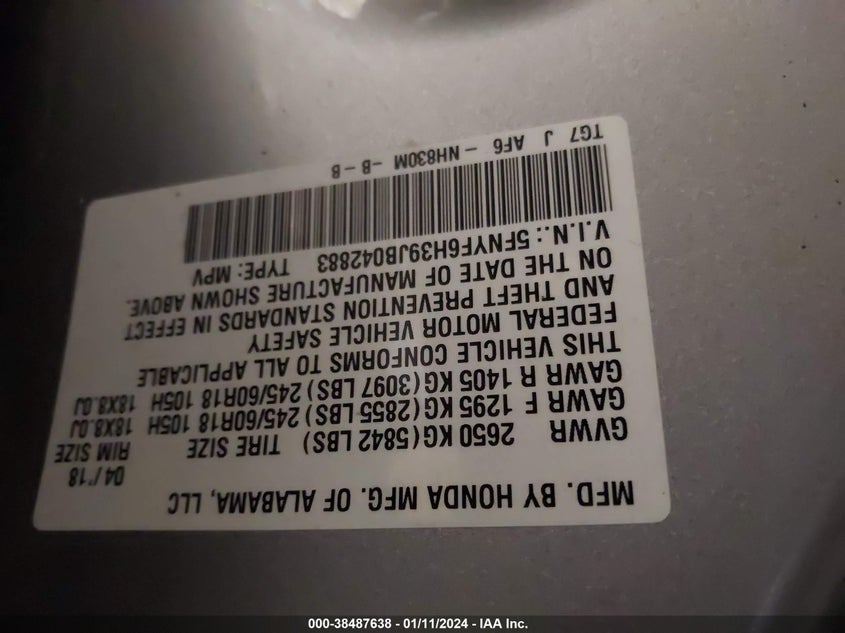 MFD. BY HONDA MFG. OF ALABAMA, LLC
04/'18
GVWR 2650 KG(5842 LBS) TIRE SIZE RIM SIZE
GAWR F 1295 KG(2855 LBS) 245/60R18 105H 18X8.0J
GAWR R 1405 KG(3097 LBS) 245/60R18 105H 18X8.0J
THIS VEHICLE CONFORMS TO ALL APPLICABLE
FEDERAL MOTOR VEHICLE SAFETY
AND THEFT PREVENTION STANDARDS IN EFFECT
ON THE DATE OF MANUFACTURE SHOWN ABOVE.
V.I.N.: 5FNYF6H39JB042883 TYPE: MPV
TG7 J AF6 - NH830M -B-B
000-38487638 - 01/11/2024 - IAA Inc.